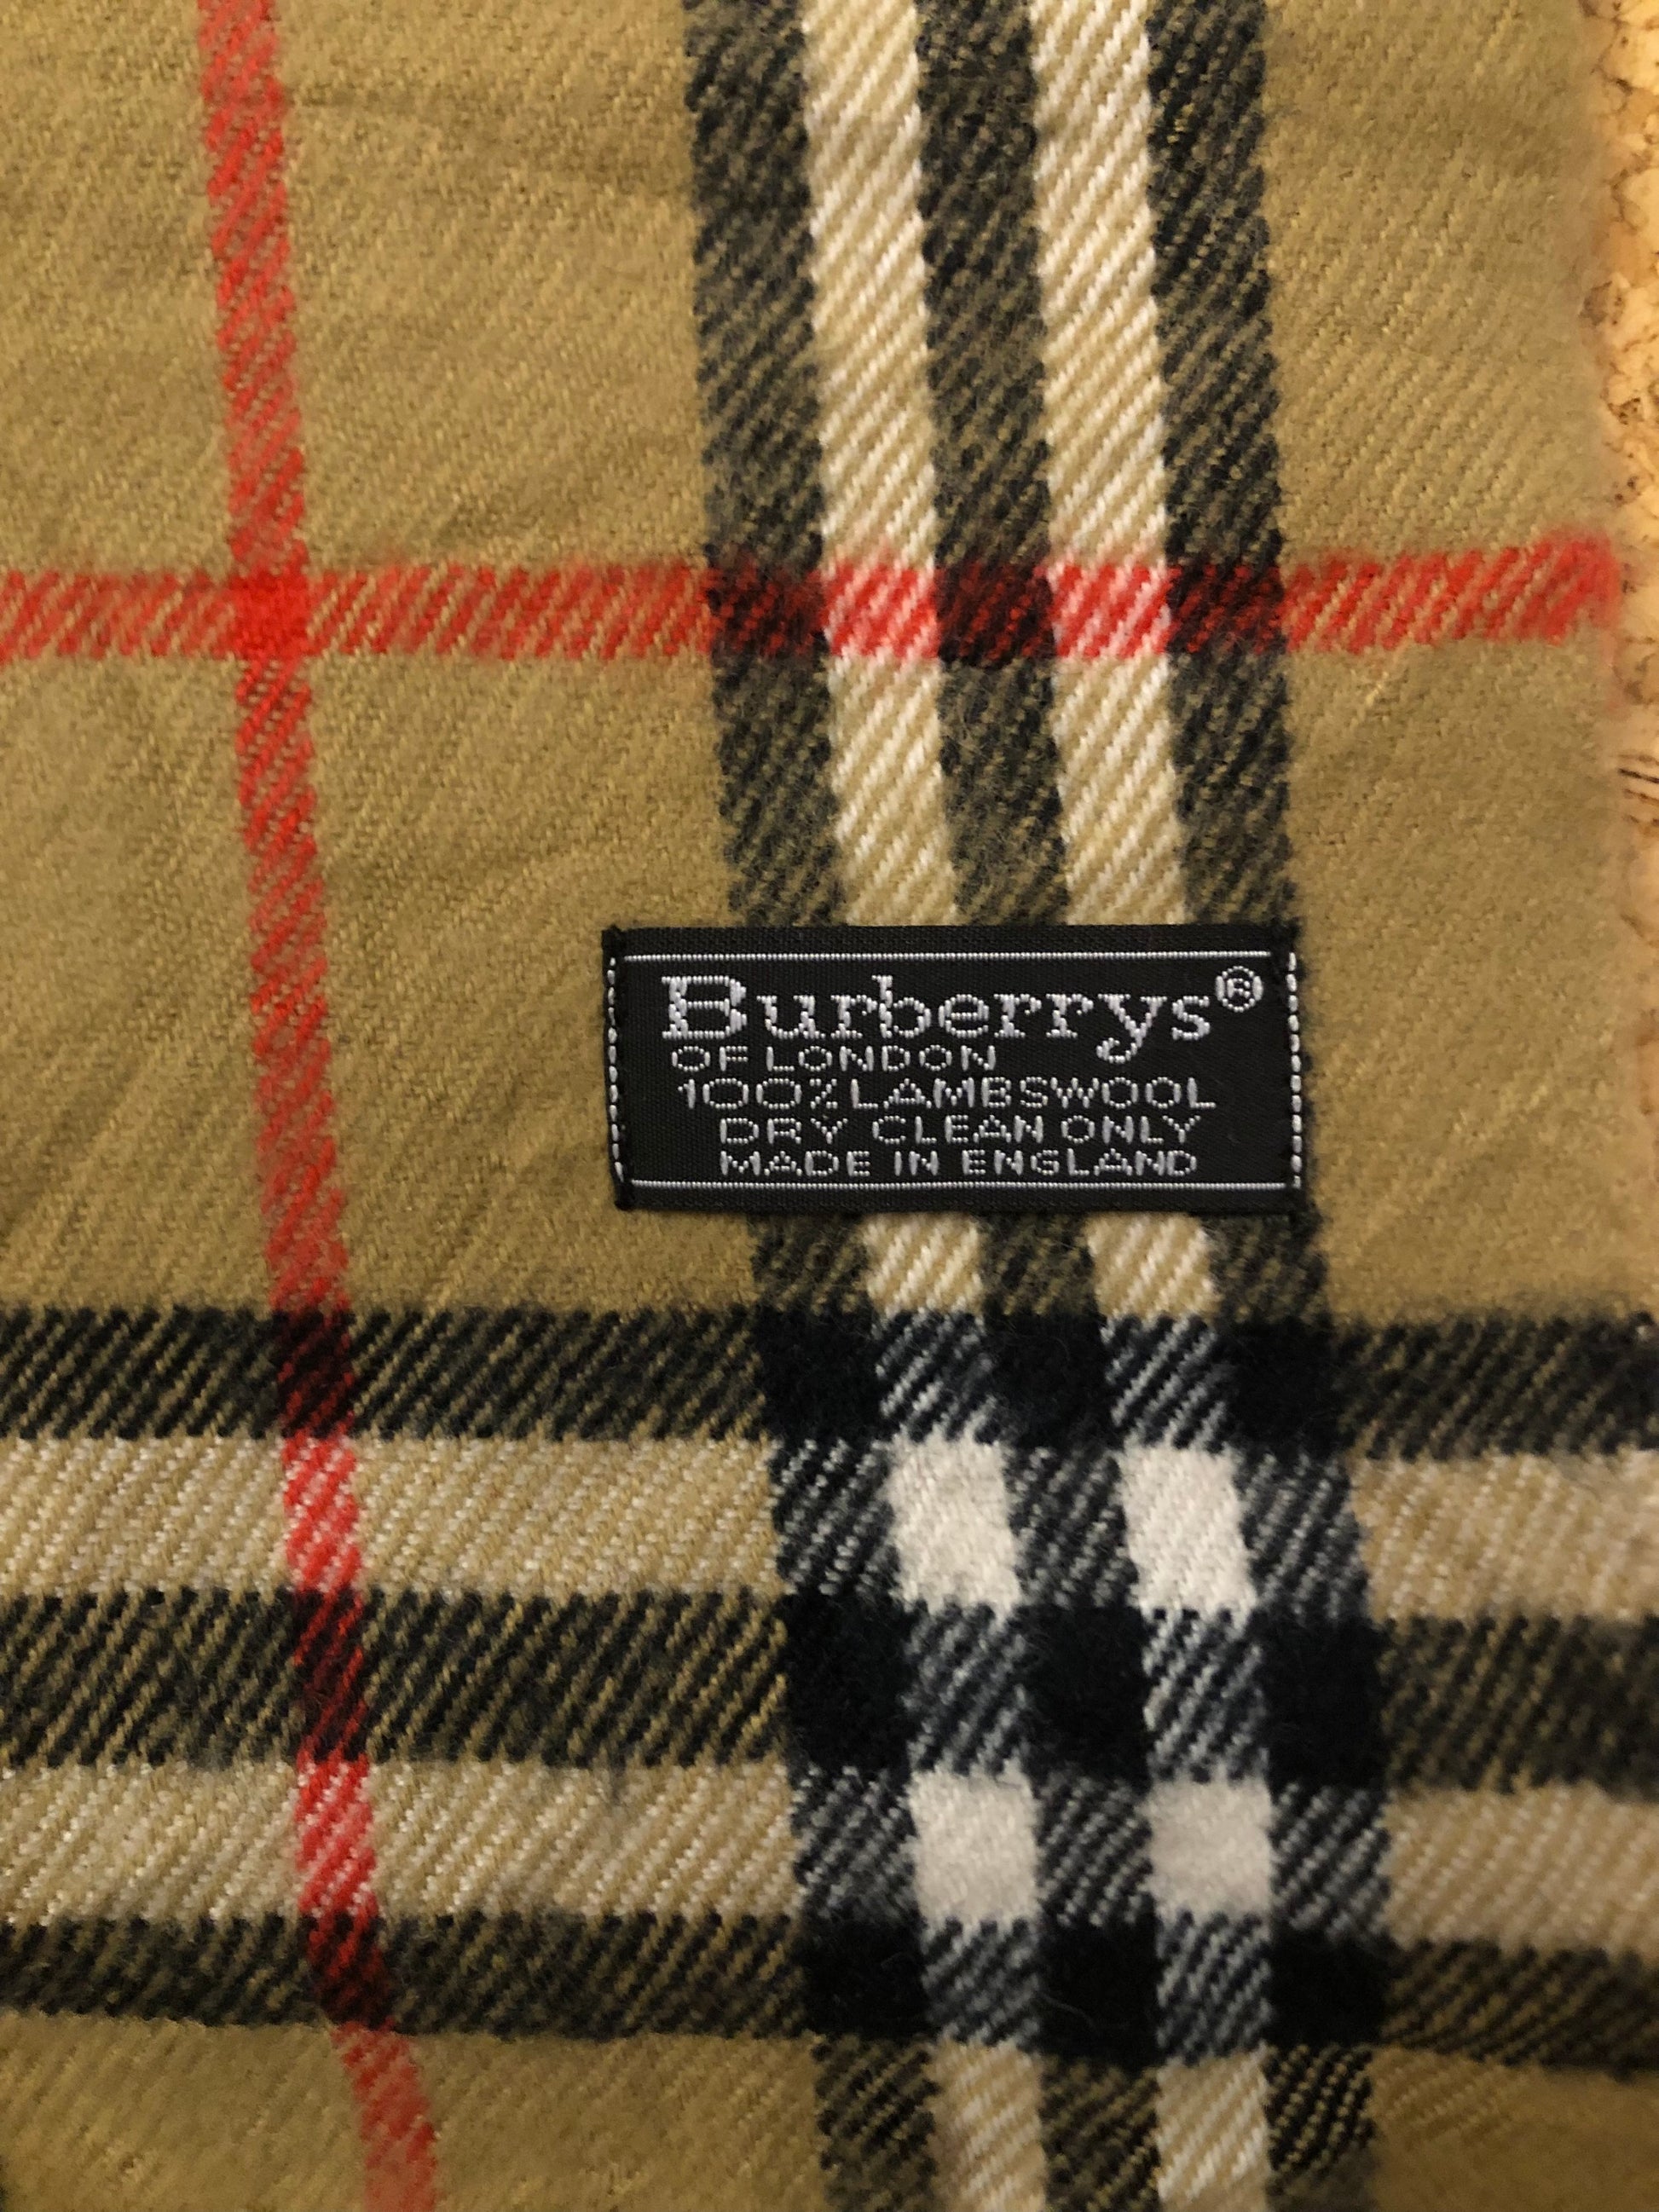 Burberrys®
OF LONDON
100% LAMBSWOOL
DRY CLEAN ONLY
MADE IN ENGLAND